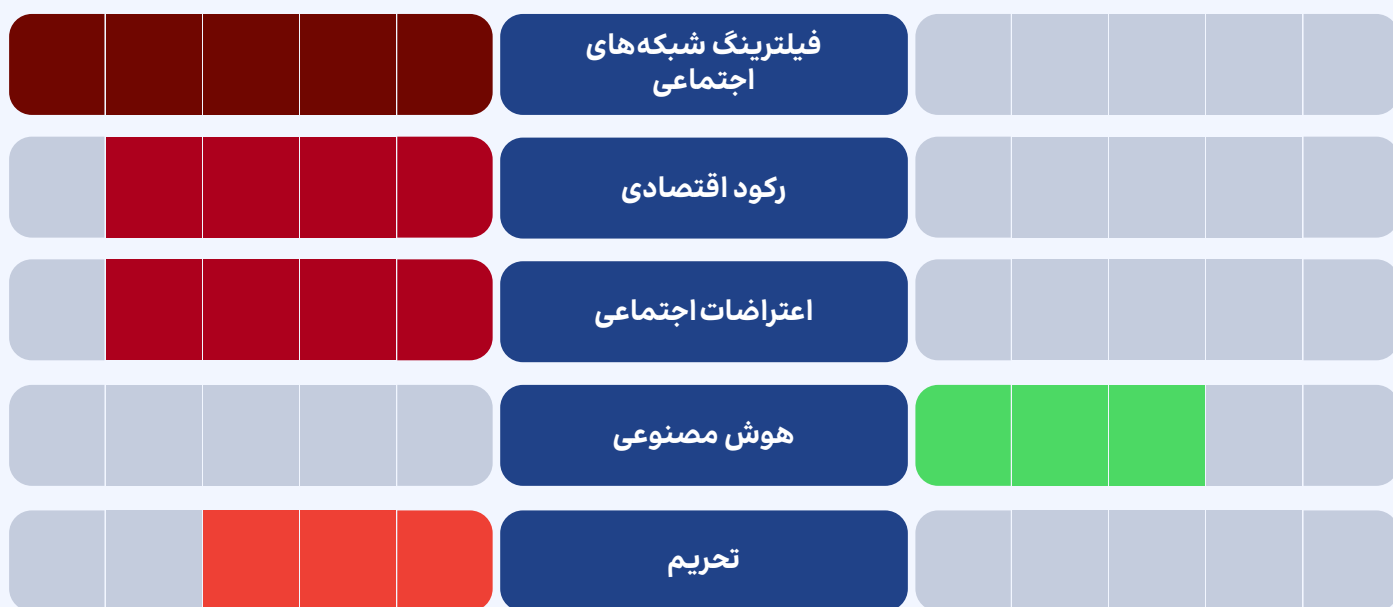 فیلترینگ شبکه‌های
اجتماعی
رکود اقتصادی
اعتراضات اجتماعی
هوش مصنوعی
تحریم